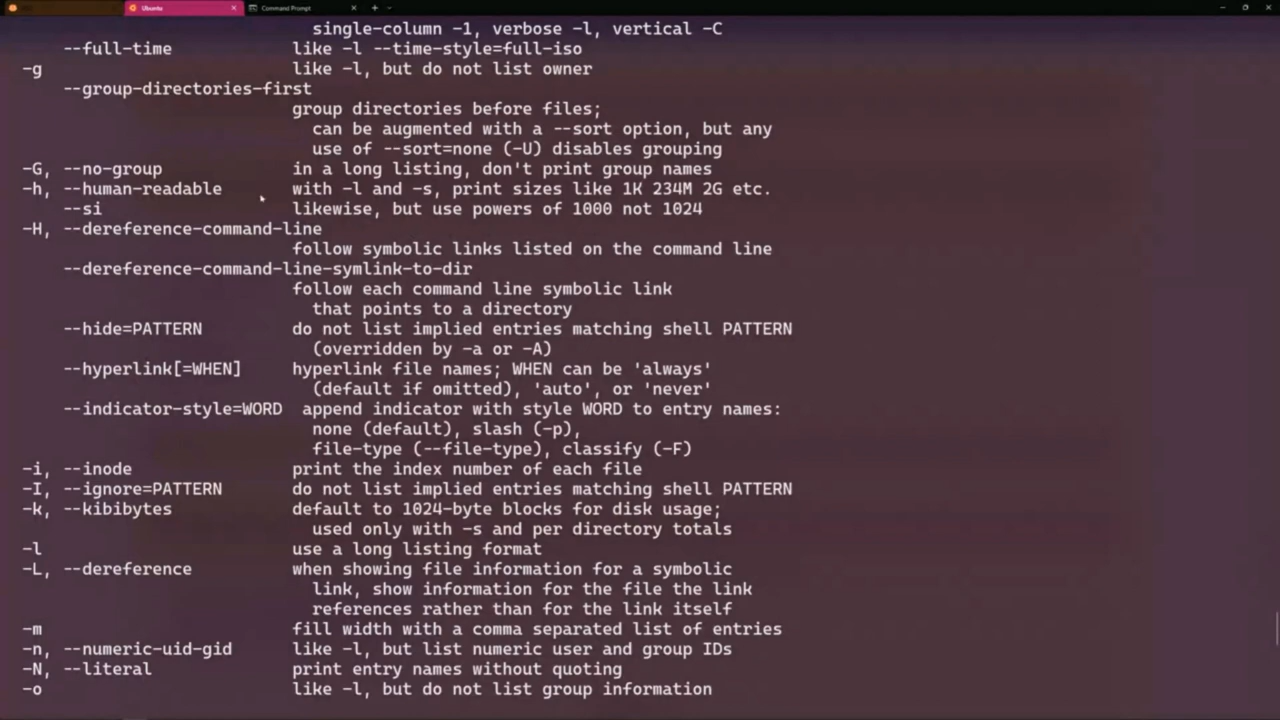 Ubuntu
Command Prompt
single-column -1, verbose -l, vertical -C
--full-time like -l --time-style=full-iso
-g like -l, but do not list owner
--group-directories-first
group directories before files;
can be augmented with a --sort option, but any
use of --sort=none (-U) disables grouping
-G, --no-group in a long listing, don't print group names
-h, --human-readable with -l and -s, print sizes like 1K 234M 2G etc.
--si likewise, but use powers of 1000 not 1024
-H, --dereference-command-line
follow symbolic links listed on the command line
--dereference-command-line-symlink-to-dir
follow each command line symbolic link
that points to a directory
--hide=PATTERN do not list implied entries matching shell PATTERN
(overridden by -a or -A)
--hyperlink[=WHEN] hyperlink file names; WHEN can be 'always'
(default if omitted), 'auto', or 'never'
--indicator-style=WORD append indicator with style WORD to entry names:
none (default), slash (-p),
file-type (--file-type), classify (-F)
-i, --inode print the index number of each file
-I, --ignore=PATTERN do not list implied entries matching shell PATTERN
-k, --kibibytes default to 1024-byte blocks for disk usage;
used only with -s and per directory totals
-l use a long listing format
-L, --dereference when showing file information for a symbolic
link, show information for the file the link
references rather than for the link itself
-m fill width with a comma separated list of entries
-n, --numeric-uid-gid like -l, but list numeric user and group IDs
-N, --literal print entry names without quoting
-o like -l, but do not list group information